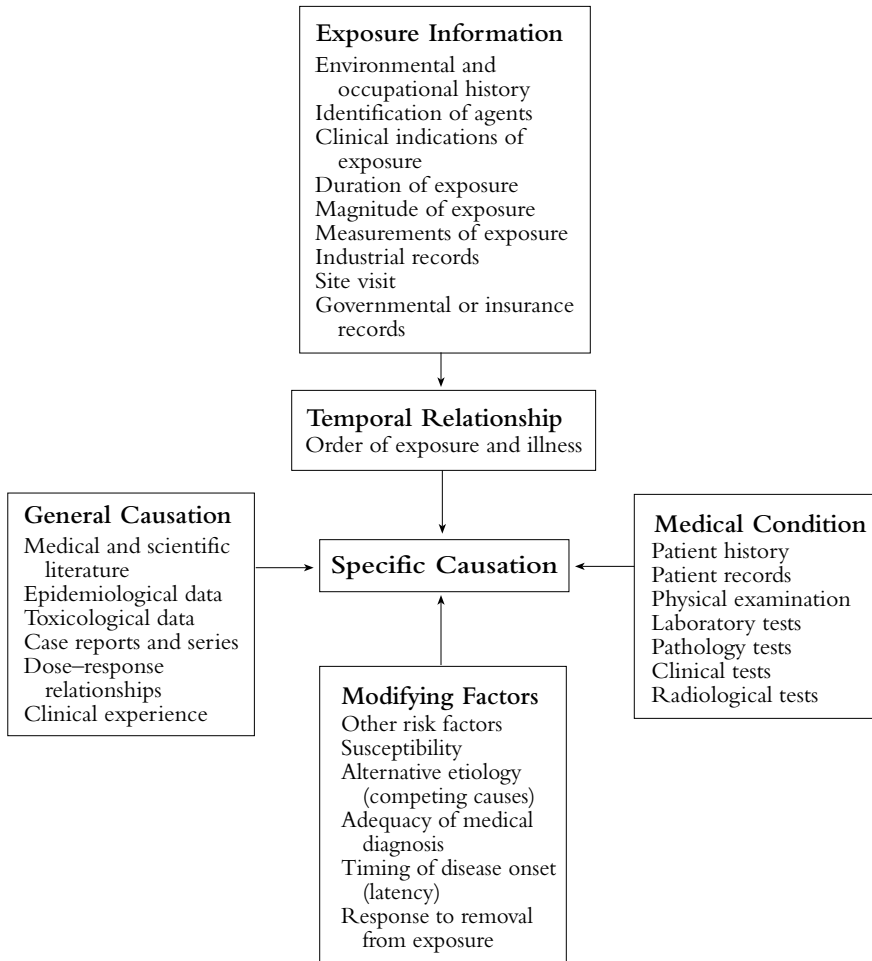 Exposure Information
Environmental and
occupational history
Identification of agents
Clinical indications of
exposure
Duration of exposure
Magnitude of exposure
Measurements of exposure
Industrial records
Site visit
Governmental or insurance
records
Temporal Relationship
Order of exposure and illness
General Causation
Medical and scientific
literature
Epidemiological data
Toxicological data
Case reports and series
Dose–response
relationships
Clinical experience
Specific Causation
Medical Condition
Patient history
Patient records
Physical examination
Laboratory tests
Pathology tests
Clinical tests
Radiological tests
Modifying Factors
Other risk factors
Susceptibility
Alternative etiology
(competing causes)
Adequacy of medical
diagnosis
Timing of disease onset
(latency)
Response to removal
from exposure